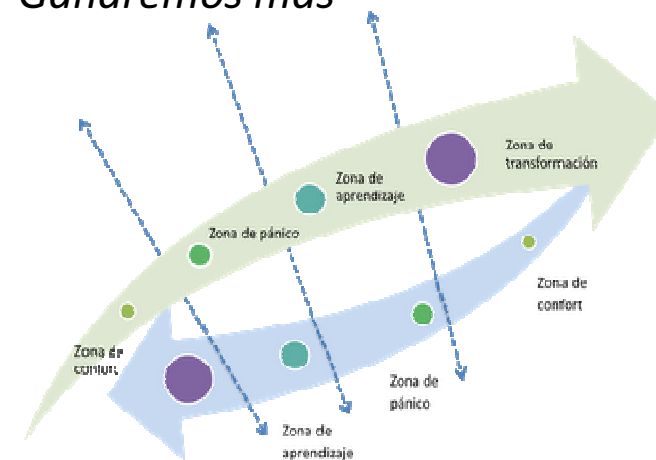 Ganaremos más
Zona de
transformación
Zona de
aprendizaje
Zona de pánico
Zona de
confort
Zona de
confort
Zona de
pánico
Zona de
aprendizaje